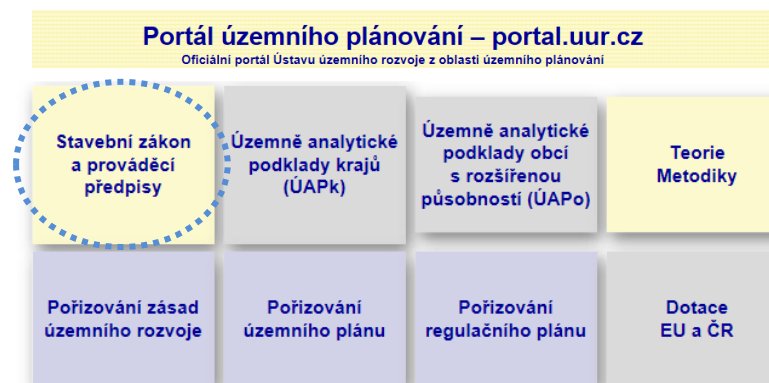 Portál územního plánování – portal.uur.cz
Oficiální portál Ústavu územního rozvoje z oblasti územního plánování
Stavební zákon
a prováděcí
předpisy
Územně analytické
podklady krajů
(ÚAPk)
Územně analytické
podklady obcí
s rozšířenou
působností (ÚAPo)
Teorie
Metodiky
Pořizování zásad
územního rozvoje
Pořizování
územního plánu
Pořizování
regulačního plánu
Dotace
EU a ČR